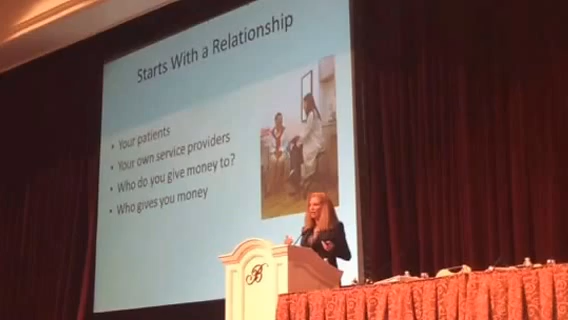 Starts With a Relationship
• Your patients
• Your own service providers
• Who do you give money to?
• Who gives you money
B